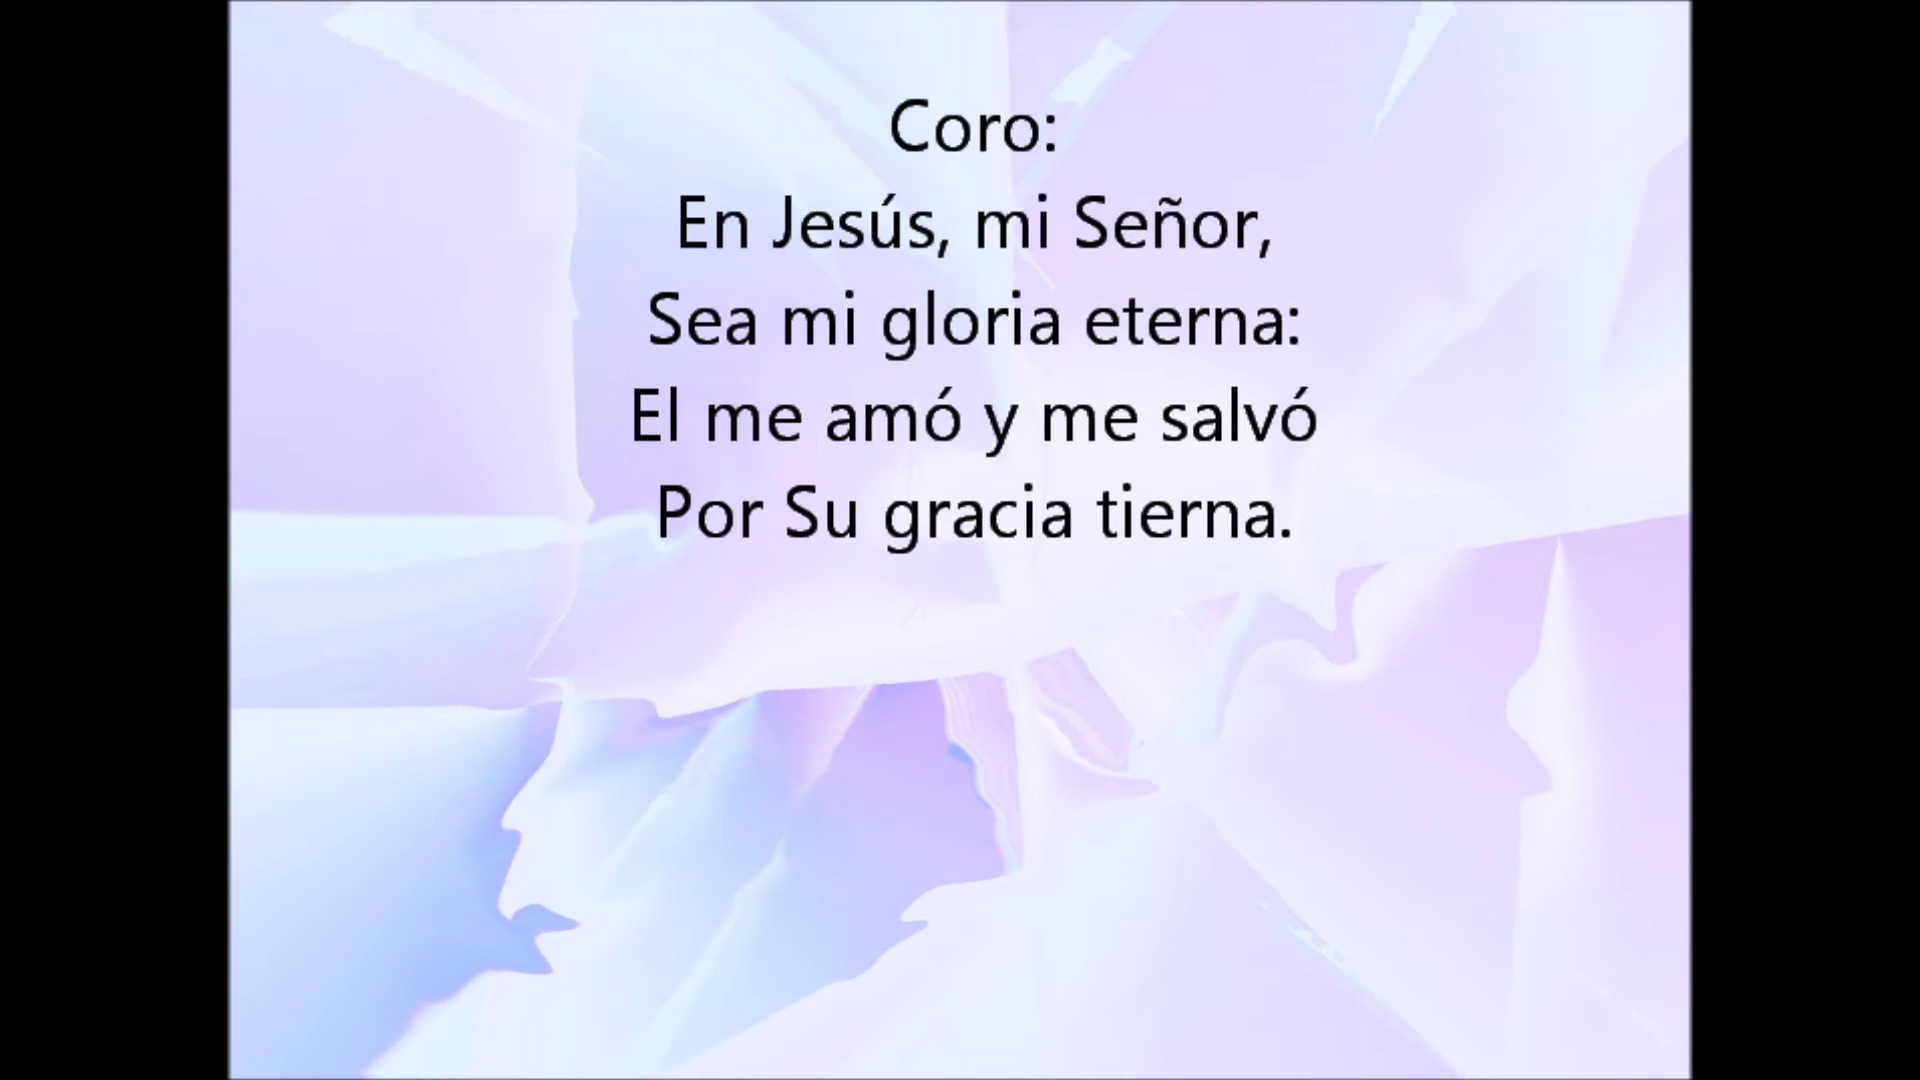 Coro:
En Jesús, mi Señor,
Sea mi gloria eterna:
El me amó y me salvó
Por Su gracia tierna.